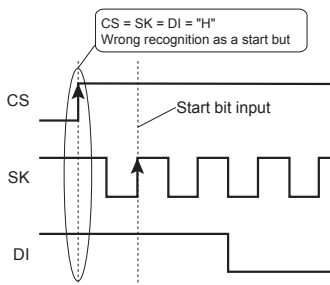 CS = SK = DI = "H"
Wrong recognition as a start but
CS
Start bit input
SK
DI